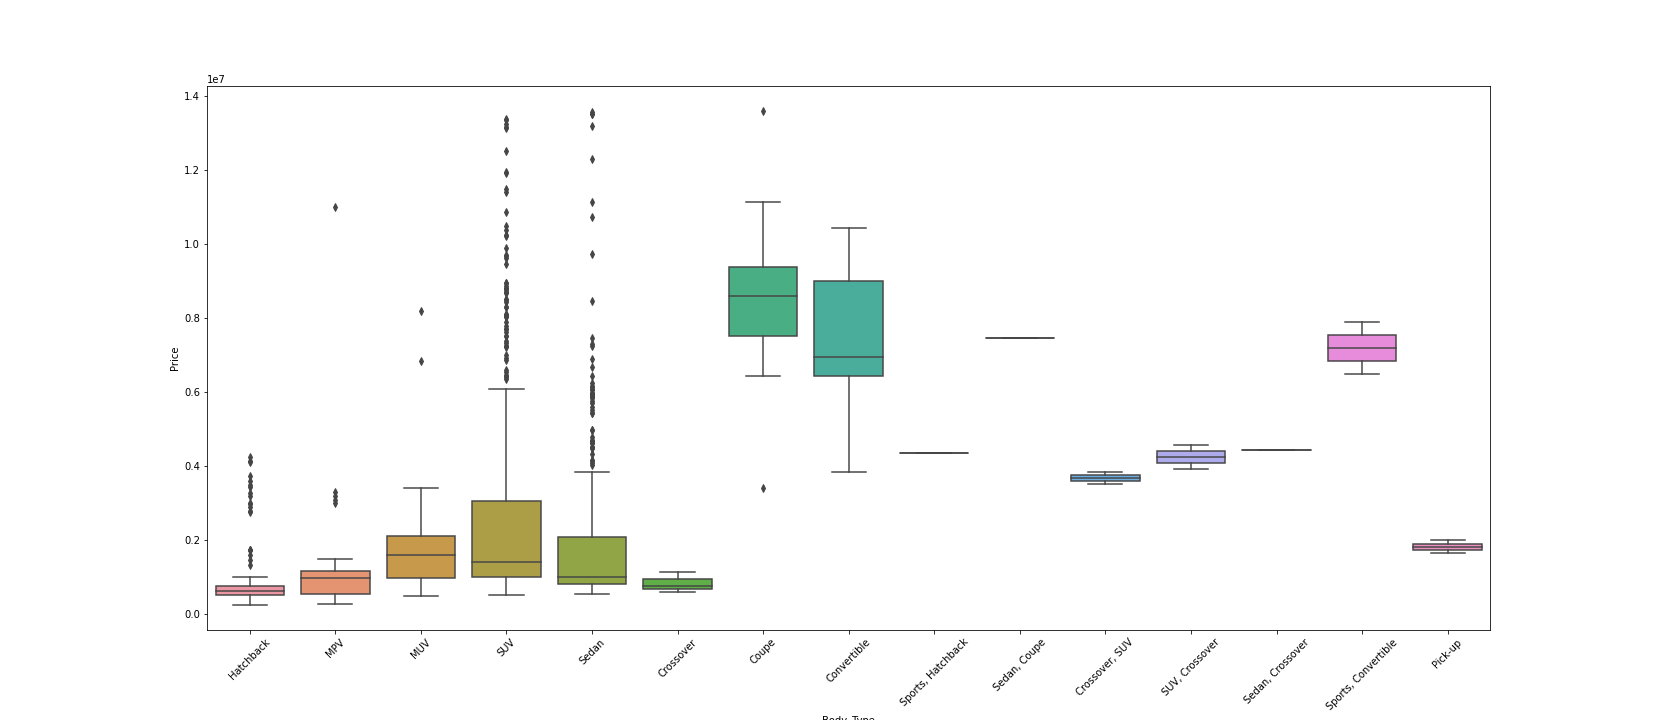 1e7
1.4
1.2
1.0
0.8
0.6
0.4
0.2
0.0
Price
Hatchback
MPV
MUV
SUV
Sedan
Crossover
Coupe
Convertible
Sports, Hatchback
Sedan, Coupe
Crossover, SUV
SUV, Crossover
Sedan, Crossover
Sports, Convertible
Pick-up